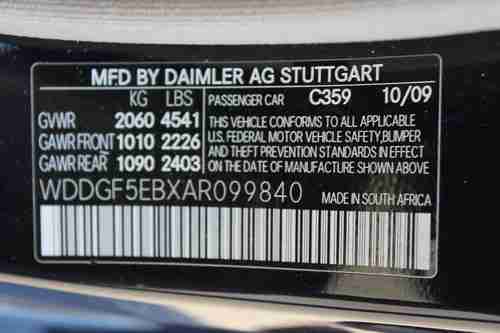 MFD BY DAIMLER AG STUTTGART
KG LBS PASSENGER CAR C359 10/09
GVWR 2060 4541
GAWR FRONT 1010 2226
GAWR REAR 1090 2403
THIS VEHICLE CONFORMS TO ALL APPLICABLE
U.S. FEDERAL MOTOR VEHICLE SAFETY,BUMPER
AND THEFT PREVENTION STANDARDS IN EFFECT
ON THE DATE OF MANUFACTURE SHOWN ABOVE.
WDDGF5EBXAR099840 MADE IN SOUTH AFRICA